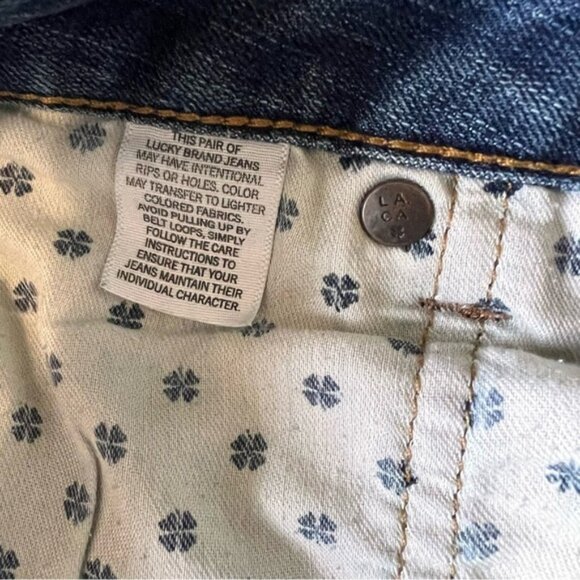 THIS PAIR OF
LUCKY BRAND JEANS
MAY HAVE INTENTIONAL
RIPS OR HOLES. COLOR
MAY TRANSFER TO LIGHTER
COLORED FABRICS.
AVOID PULLING UP BY
BELT LOOPS, SIMPLY
FOLLOW THE CARE
INSTRUCTIONS TO
ENSURE THAT YOUR
JEANS MAINTAIN THEIR
INDIVIDUAL CHARACTER.
LA
CA